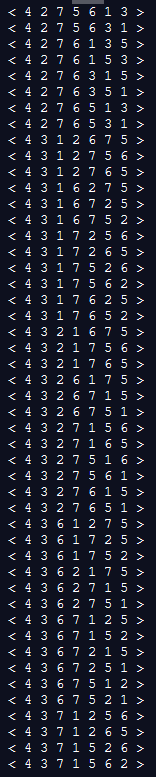 < 4 2 7 5 6 1 3 >
< 4 2 7 5 6 3 1 >
< 4 2 7 6 1 3 5 >
< 4 2 7 6 1 5 3 >
< 4 2 7 6 3 1 5 >
< 4 2 7 6 3 5 1 >
< 4 2 7 6 5 1 3 >
< 4 2 7 6 5 3 1 >
< 4 3 1 2 6 7 5 >
< 4 3 1 2 7 5 6 >
< 4 3 1 2 7 6 5 >
< 4 3 1 6 2 7 5 >
< 4 3 1 6 7 2 5 >
< 4 3 1 6 7 5 2 >
< 4 3 1 7 2 5 6 >
< 4 3 1 7 2 6 5 >
< 4 3 1 7 5 2 6 >
< 4 3 1 7 5 6 2 >
< 4 3 1 7 6 2 5 >
< 4 3 1 7 6 5 2 >
< 4 3 2 1 6 7 5 >
< 4 3 2 1 7 5 6 >
< 4 3 2 1 7 6 5 >
< 4 3 2 6 1 7 5 >
< 4 3 2 6 7 1 5 >
< 4 3 2 6 7 5 1 >
< 4 3 2 7 1 5 6 >
< 4 3 2 7 1 6 5 >
< 4 3 2 7 5 1 6 >
< 4 3 2 7 5 6 1 >
< 4 3 2 7 6 1 5 >
< 4 3 2 7 6 5 1 >
< 4 3 6 1 2 7 5 >
< 4 3 6 1 7 2 5 >
< 4 3 6 1 7 5 2 >
< 4 3 6 2 1 7 5 >
< 4 3 6 2 7 1 5 >
< 4 3 6 2 7 5 1 >
< 4 3 6 7 1 2 5 >
< 4 3 6 7 1 5 2 >
< 4 3 6 7 2 1 5 >
< 4 3 6 7 2 5 1 >
< 4 3 6 7 5 1 2 >
< 4 3 6 7 5 2 1 >
< 4 3 7 1 2 5 6 >
< 4 3 7 1 2 6 5 >
< 4 3 7 1 5 2 6 >
< 4 3 7 1 5 6 2 >